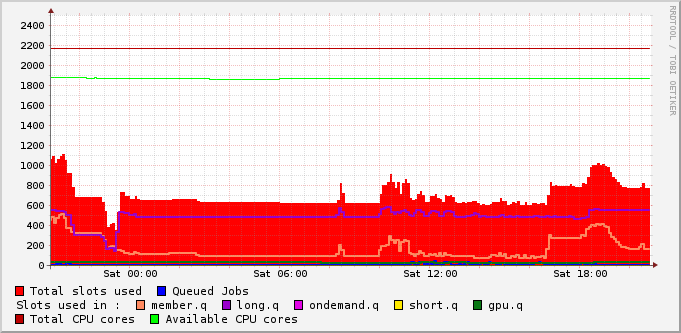 RRDTOOL / TOBI OETIKER
2400
2200
2000
1800
1600
1400
1200
1000
800
600
400
200
0
Sat 00:00 Sat 06:00 Sat 12:00 Sat 18:00
Total slots used Queued Jobs
Slots used in : member.q long.q ondemand.q short.q gpu.q
Total CPU cores Available CPU cores